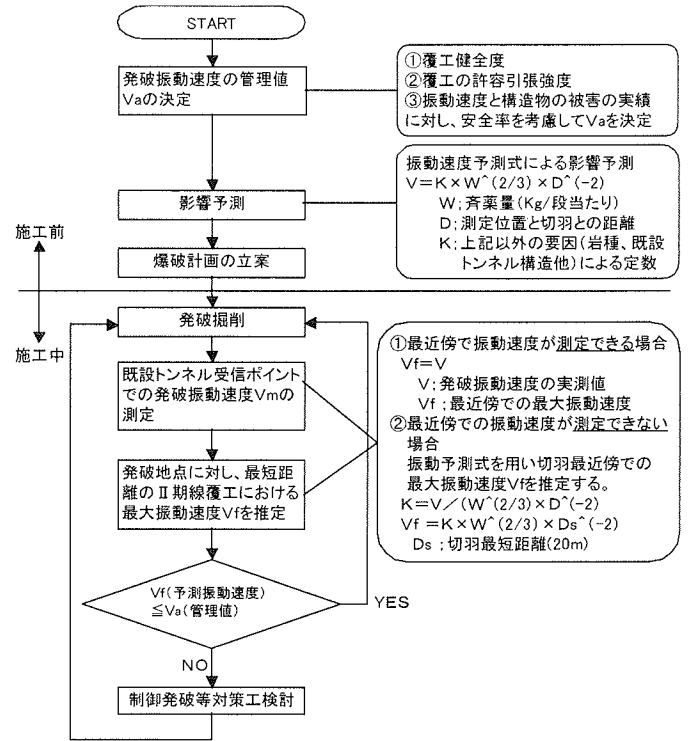 START
発破振動速度の管理値
Vaの決定
①覆工健全度
②覆工の許容引張強度
③振動速度と構造物の被害の実績
に対し、安全率を考慮してVaを決定
影響予測
振動速度予測式による影響予測
V=K×W^(2/3)×D^(-2)
W;斉薬量(Kg/段当たり)
D;測定位置と切羽との距離
K;上記以外の要因(岩種、既設
トンネル構造他)による定数
施工前
爆破計画の立案
施工中
発破掘削
既設トンネル受信ポイント
での発破振動速度Vmの
測定
発破地点に対し、最短距
離のⅡ期線覆工における
最大振動速度Vfを推定
①最近傍で振動速度が測定できる場合
Vf=V
V;発破振動速度の実測値
Vf;最近傍での最大振動速度
②最近傍での振動速度が測定できない
場合
振動予測式を用い切羽最近傍での
最大振動速度Vfを推定する。
K=V/(W^(2/3)×D^(-2)
Vf=K×W^(2/3)×Ds^(-2)
Ds;切羽最短距離(20m)
Vf(予測振動速度)
≦Va(管理値)
YES
NO
制御発破等対策工検討